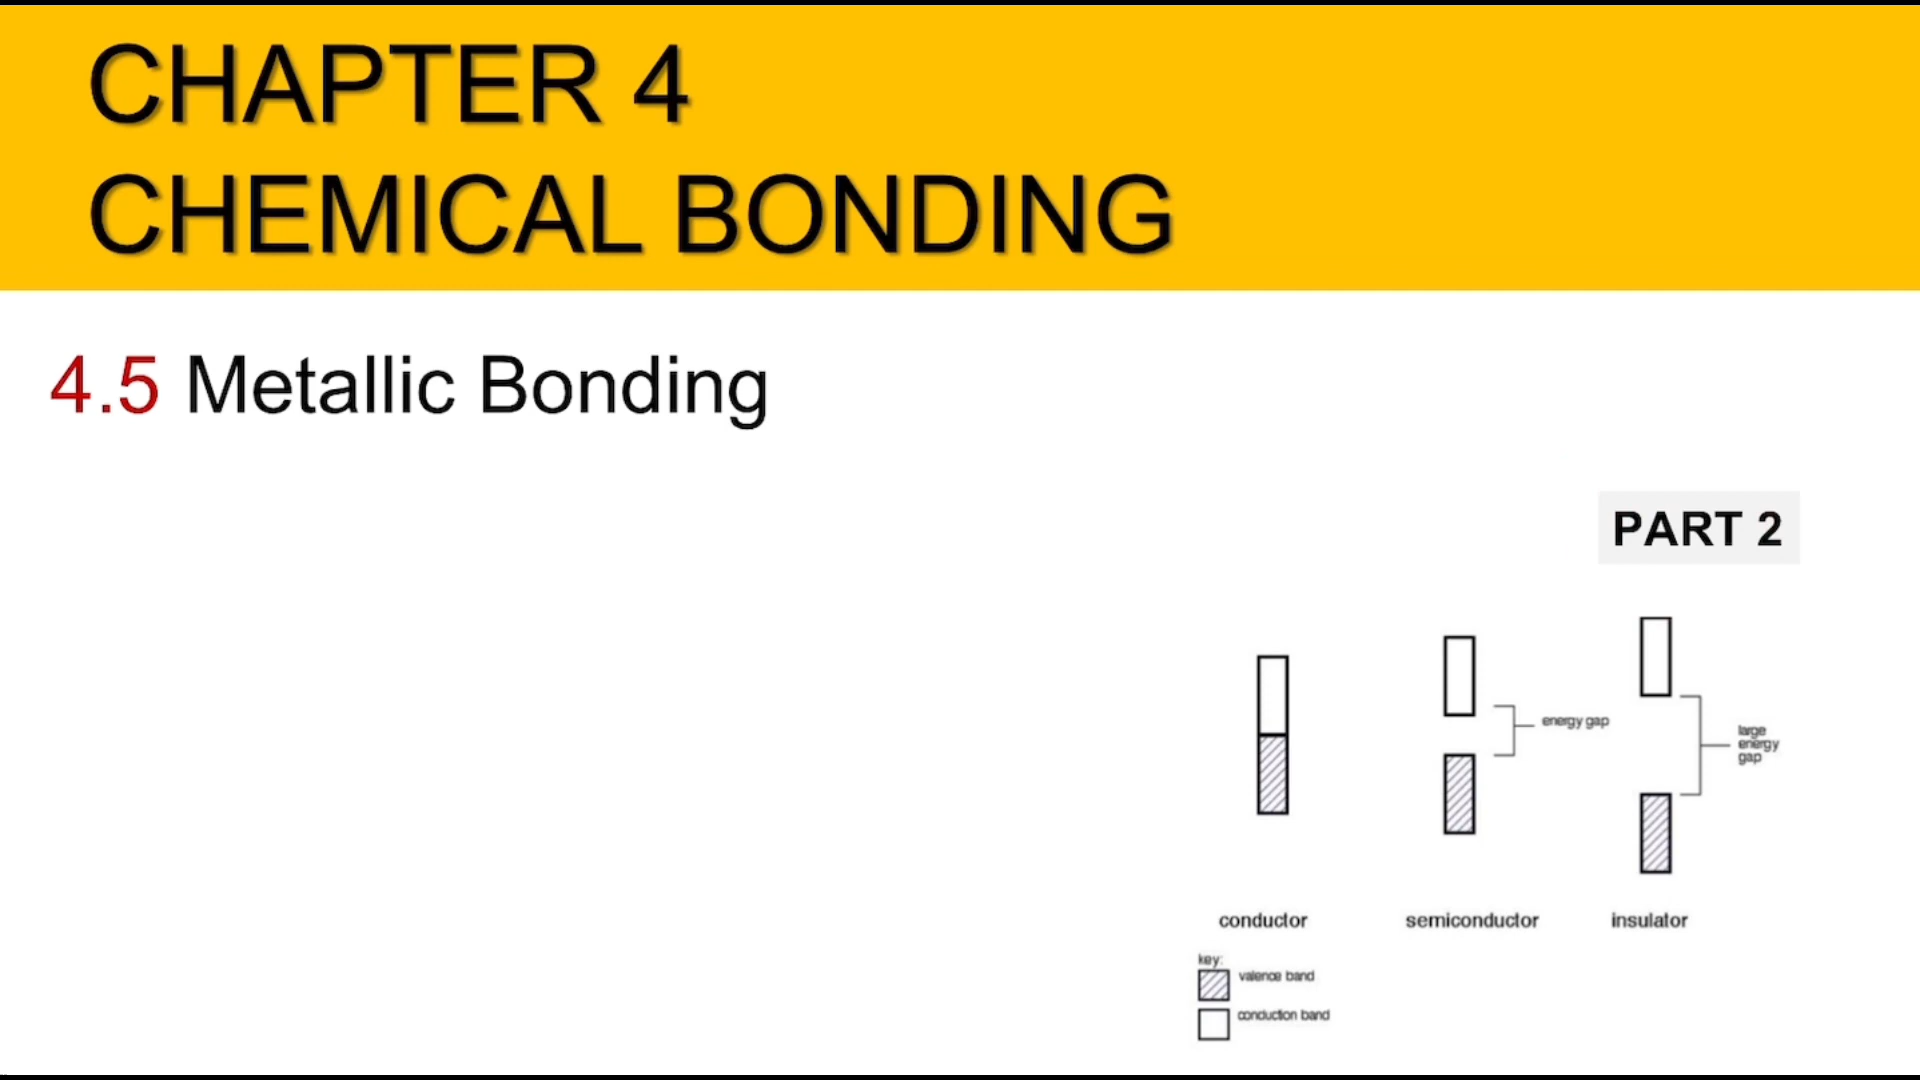 CHAPTER 4
CHEMICAL BONDING
4.5 Metallic Bonding
PART 2
energy gap
large
energy
gap
conductor
semiconductor
insulator
key:
valence band
conduction band